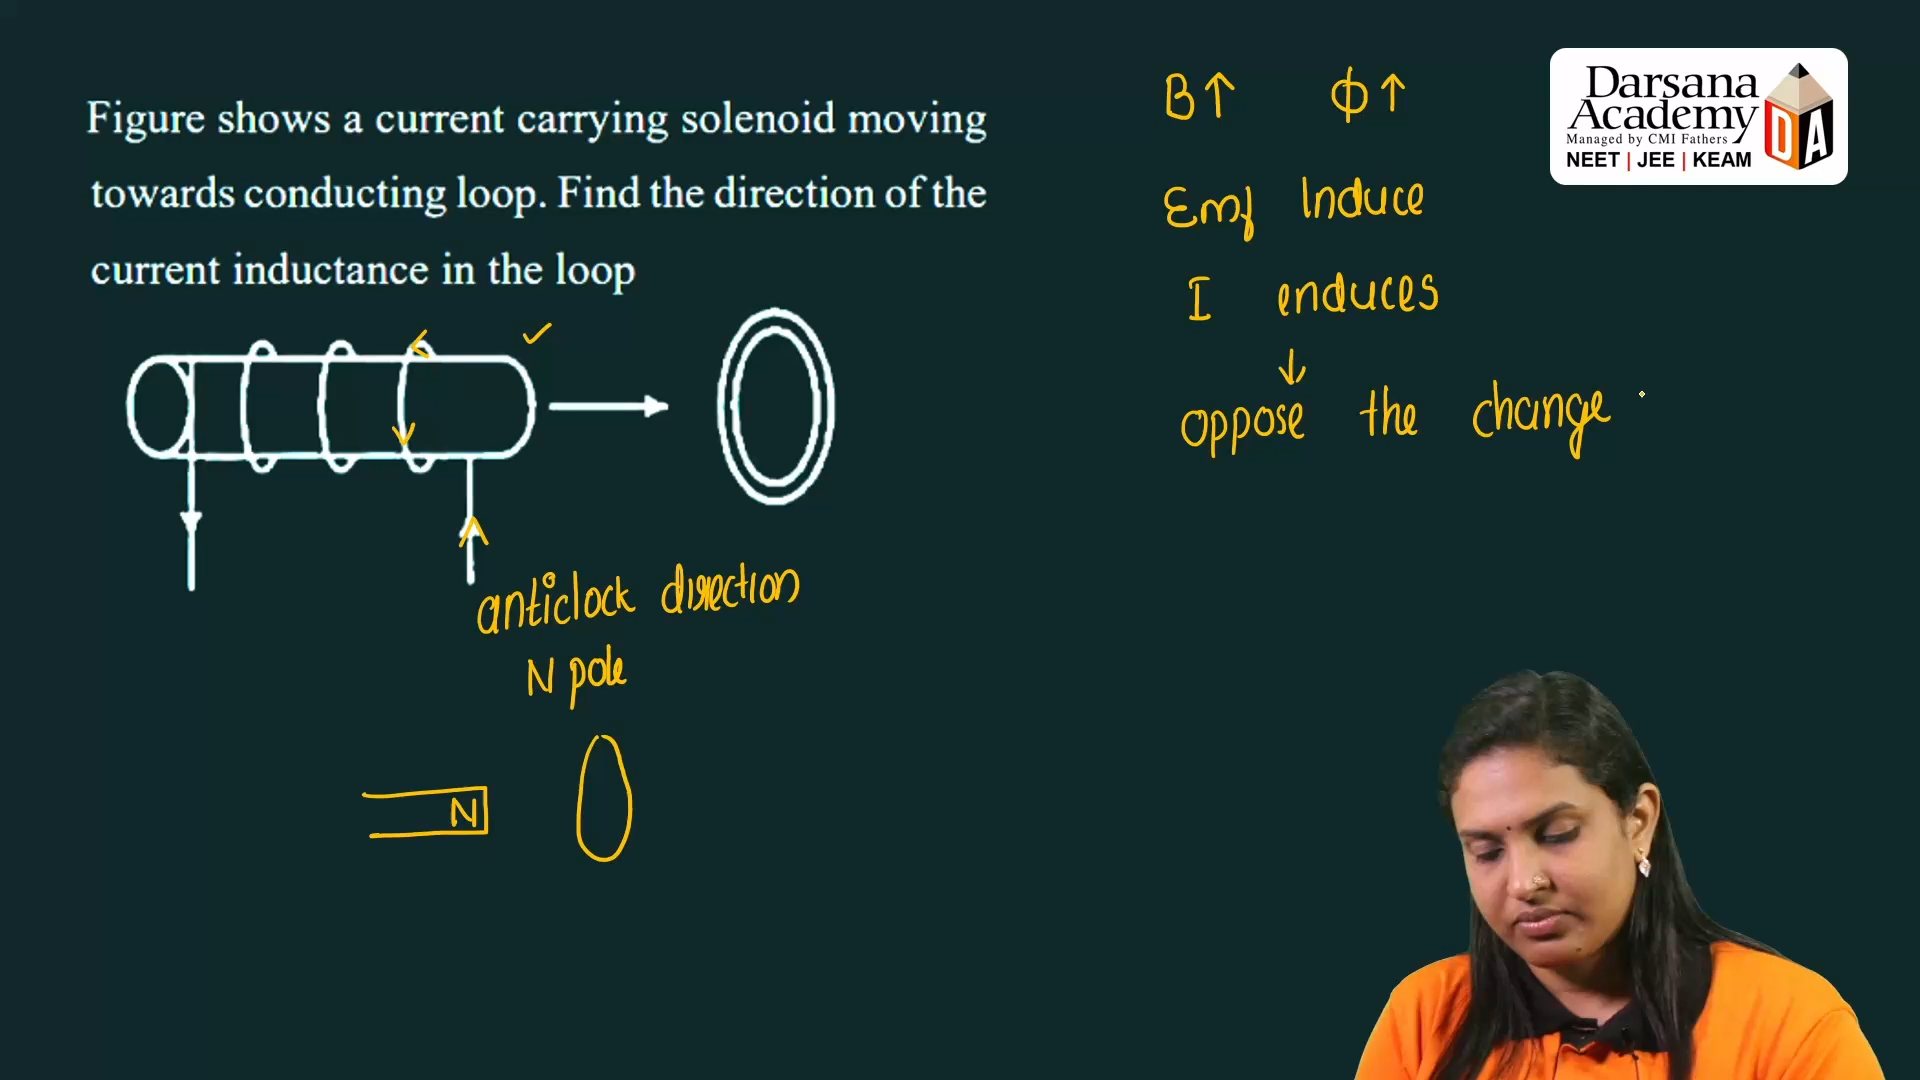 Figure shows a current carrying solenoid moving
towards conducting loop. Find the direction of the
current inductance in the loop
anticlock direction
N pole
N
B↑ Φ↑
Emf Induce
I enduces
↓
oppose the change
Darsana
Academy
Managed by CMI Fathers
NEET | JEE | KEAM
DA